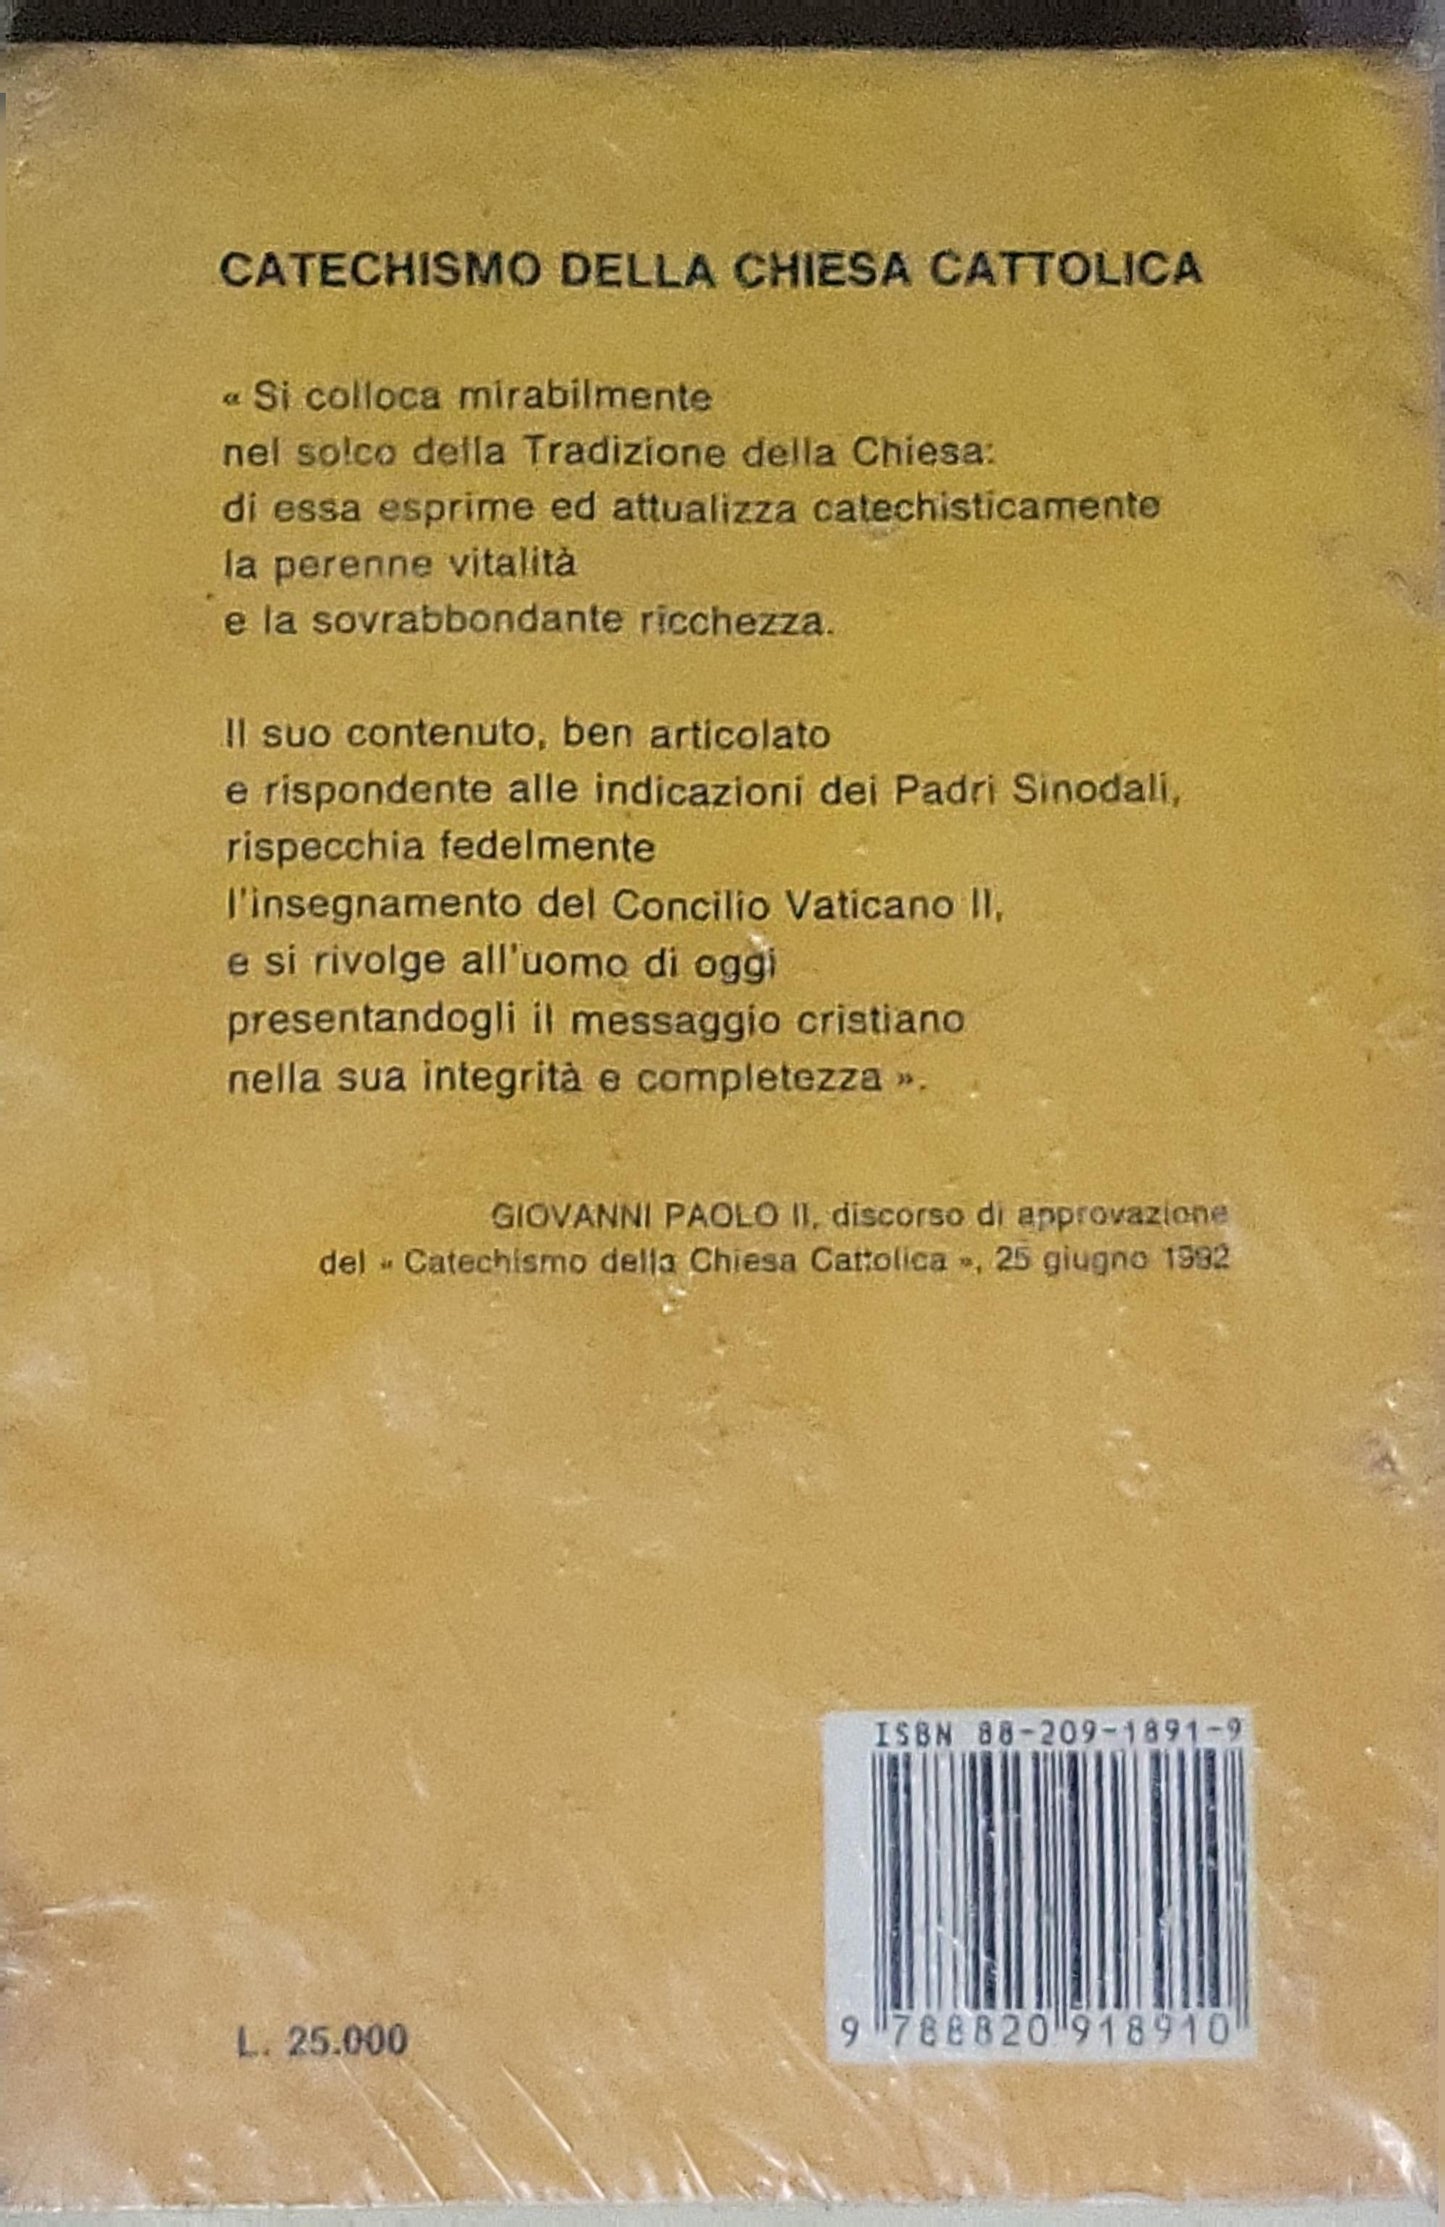 CATECHISMO DELLA CHIESA CATTOLICA
« Si colloca mirabilmente
nel solco della Tradizione della Chiesa:
di essa esprime ed attualizza catechisticamente
la perenne vitalità
e la sovrabbondante ricchezza.
Il suo contenuto, ben articolato
e rispondente alle indicazioni dei Padri Sinodali,
rispecchia fedelmente
l'insegnamento del Concilio Vaticano II,
e si rivolge all'uomo di oggi
presentandogli il messaggio cristiano
nella sua integrità e completezza ».
GIOVANNI PAOLO II, discorso di approvazione
del « Catechismo della Chiesa Cattolica », 25 giugno 1992
ISBN 88-209-1891-9
9 788820 918910
L. 25.000